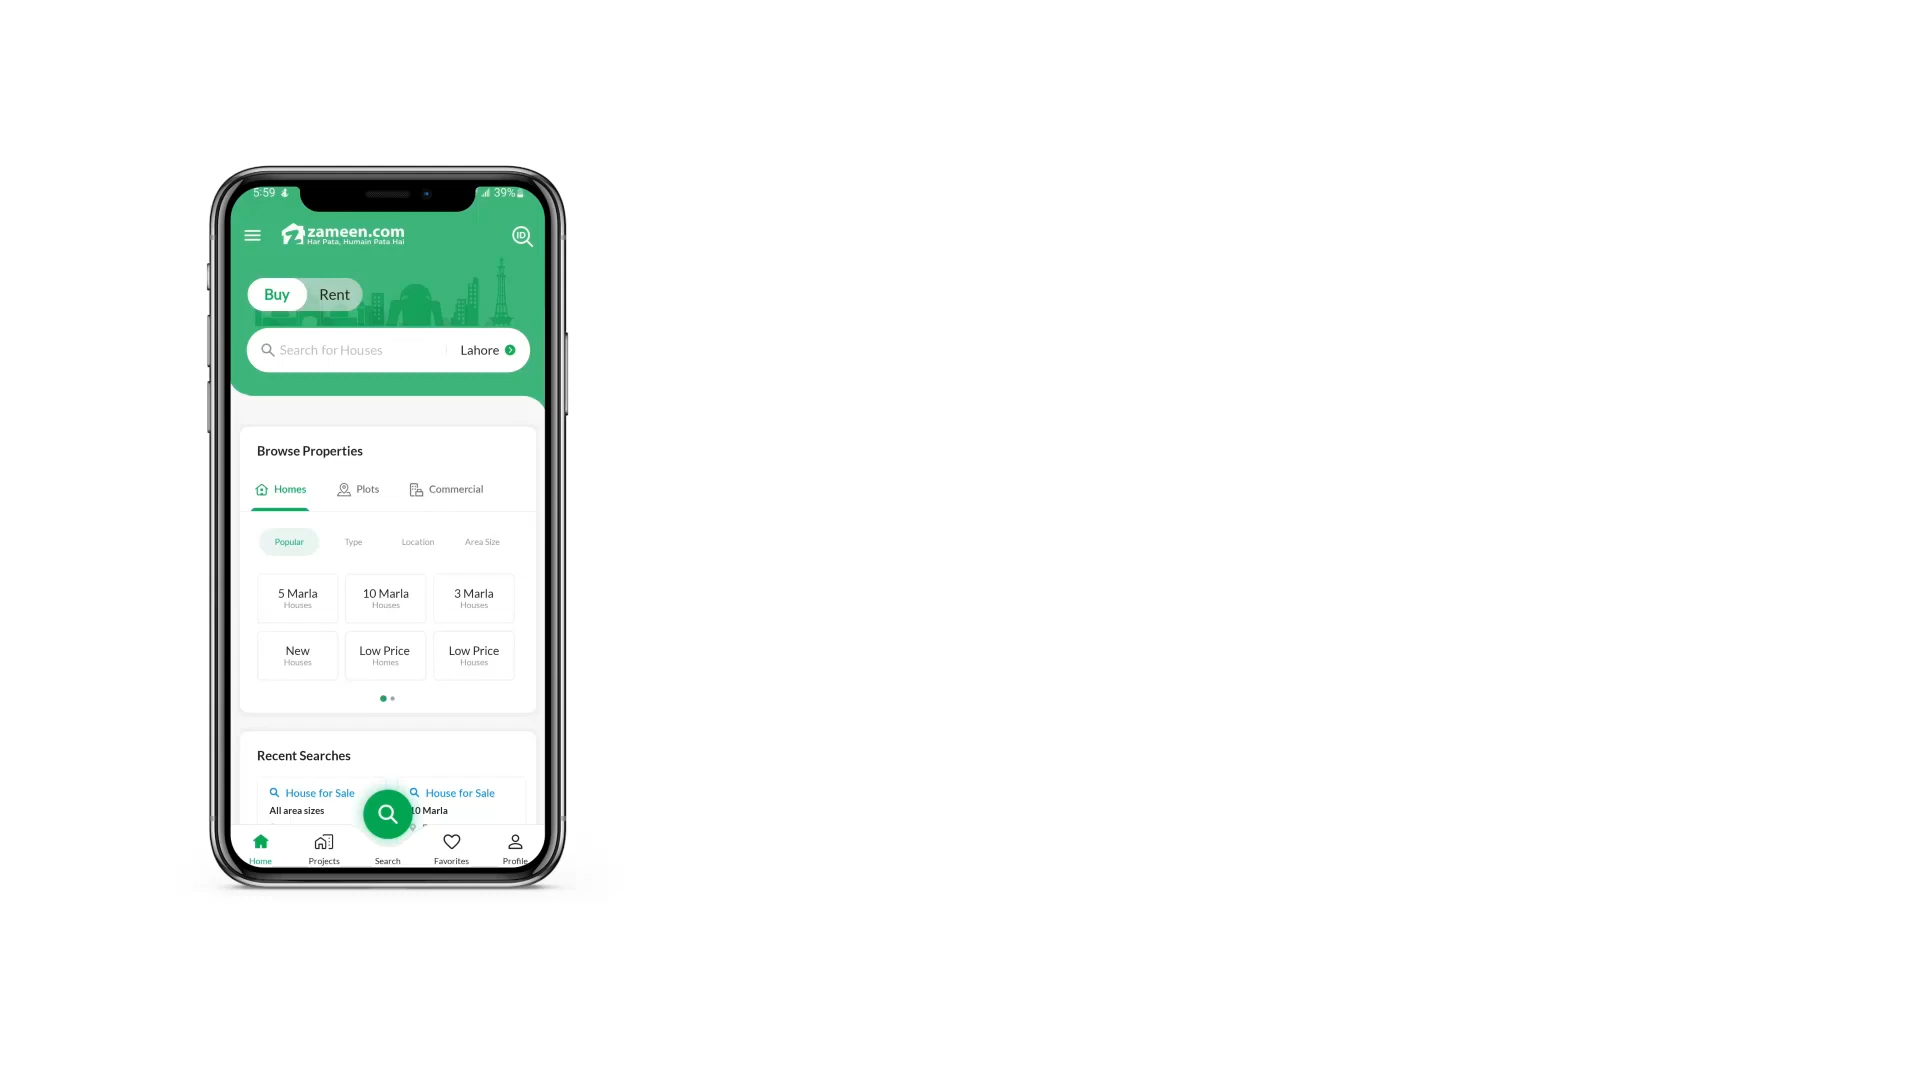 5:59
39%
zameen.com
Har Pata, Humain Pata Hai
ID
Buy Rent
Search for Houses Lahore
Browse Properties
Homes Plots Commercial
Popular Type Location Area Size
5 Marla 10 Marla 3 Marla
Houses Houses Houses
New Low Price Low Price
Houses Homes Houses
Recent Searches
House for Sale House for Sale
All area sizes 10 Marla
Home Projects Search Favorites Profile